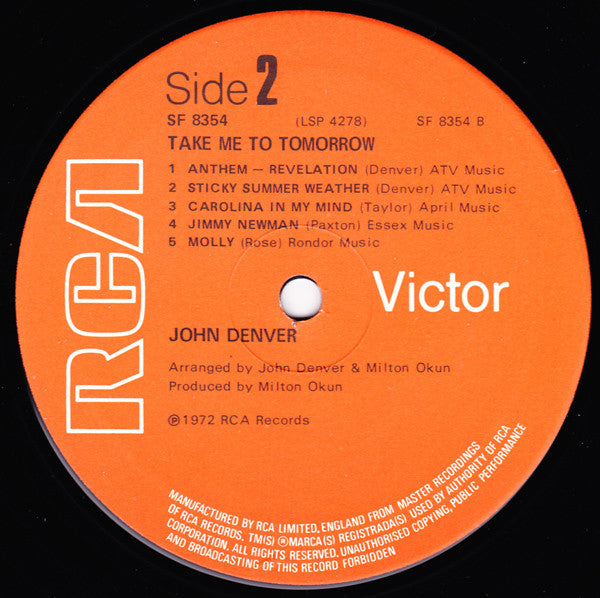 Side 2
SF 8354 (LSP 4278) SF 8354 B
TAKE ME TO TOMORROW
1 ANTHEM – REVELATION (Denver) ATV Music
2 STICKY SUMMER WEATHER (Denver) ATV Music
3 CAROLINA IN MY MIND (Taylor) April Music
4 JIMMY NEWMAN (Paxton) Essex Music
5 MOLLY (Rose) Rondor Music
RCA
Victor
JOHN DENVER
Arranged by John Denver & Milton Okun
Produced by Milton Okun
℗1972 RCA Records
MANUFACTURED BY RCA LIMITED, ENGLAND FROM MASTER RECORDINGS
OF RCA RECORDS. TM(S) ® MARCA(S) REGISTRADA(S) USED BY AUTHORITY OF RCA
CORPORATION. ALL RIGHTS RESERVED. UNAUTHORISED COPYING, PUBLIC PERFORMANCE
AND BROADCASTING OF THIS RECORD FORBIDDEN